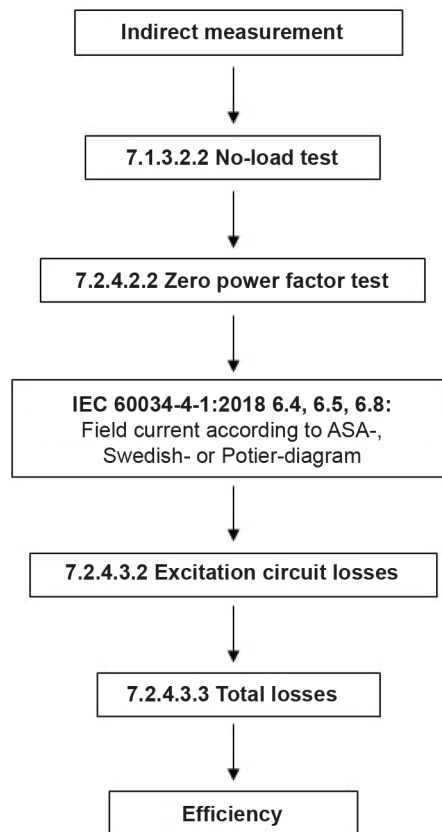 Indirect measurement
7.1.3.2.2 No-load test
7.2.4.2.2 Zero power factor test
IEC 60034-4-1:2018 6.4, 6.5, 6.8:
Field current according to ASA-,
Swedish- or Potier-diagram
7.2.4.3.2 Excitation circuit losses
7.2.4.3.3 Total losses
Efficiency